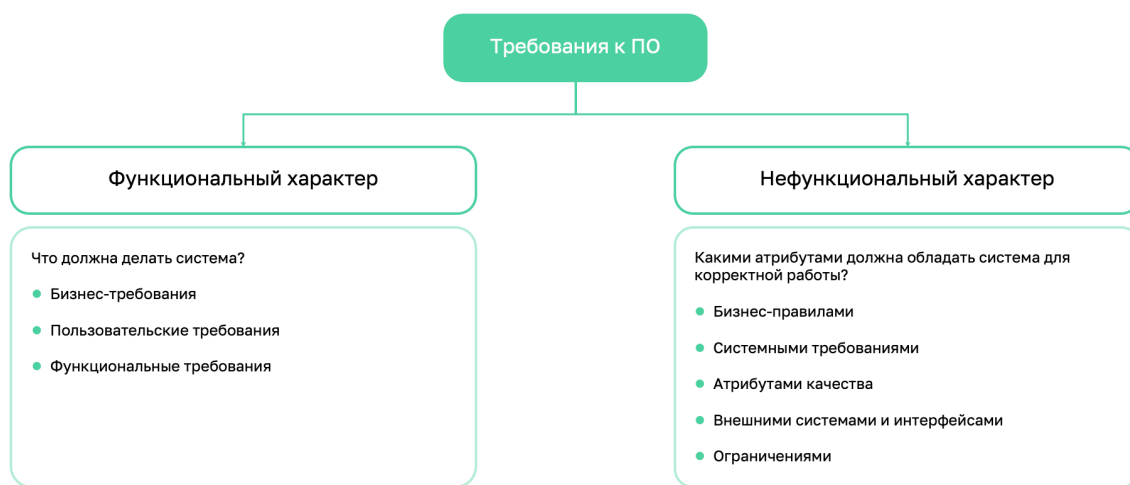 Требования к ПО
Функциональный характер
Что должна делать система?
Бизнес-требования
Пользовательские требования
Функциональные требования
Нефункциональный характер
Какими атрибутами должна обладать система для
корректной работы?
Бизнес-правилами
Системными требованиями
Атрибутами качества
Внешними системами и интерфейсами
Ограничениями